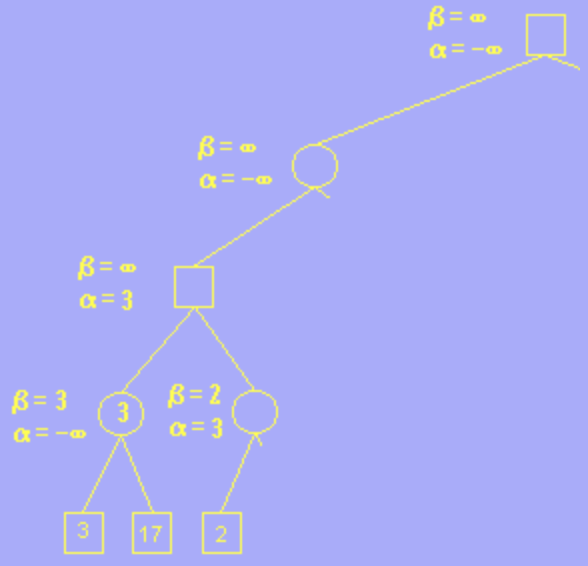 β = ∞
α = -∞
β = ∞
α = -∞
β = ∞
α = 3
β = 3
α = -∞
3
β = 2
α = 3
3
17
2